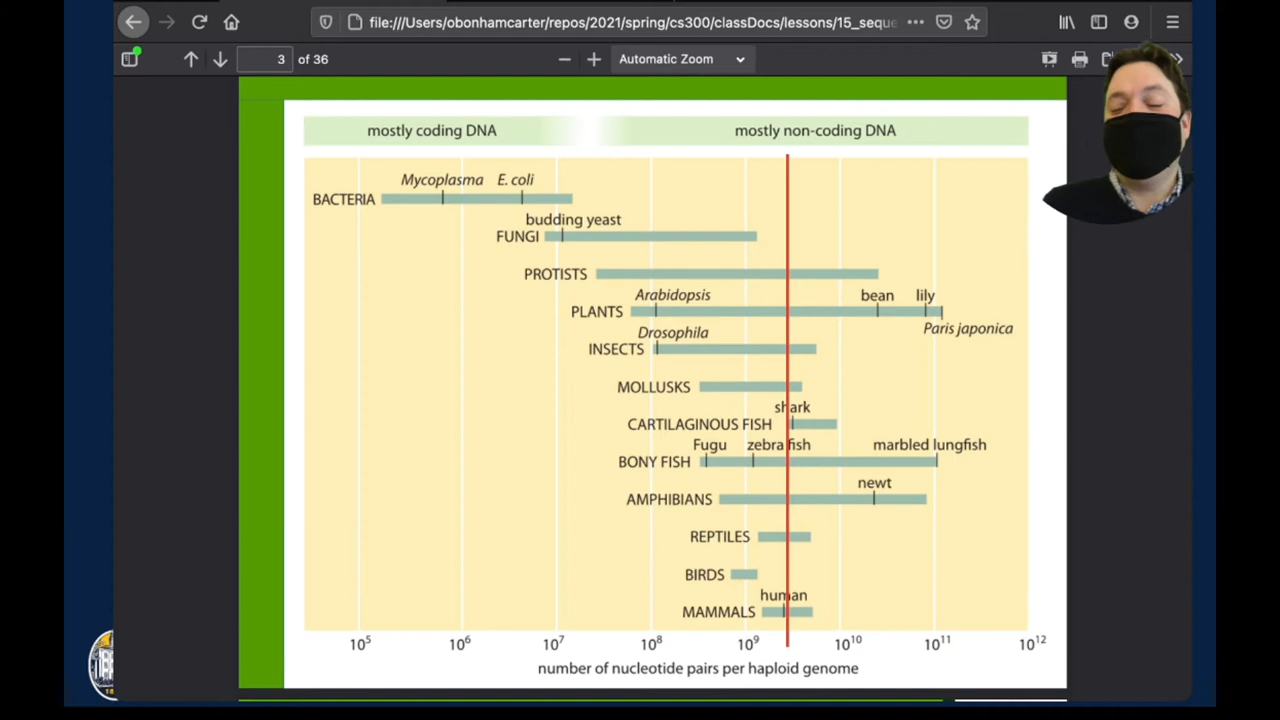 file:///Users/obonhamcarter/repos/2021/spring/cs300/classDocs/lessons/15_seque
3 of 36
Automatic Zoom
mostly coding DNA
mostly non-coding DNA
Mycoplasma E. coli
BACTERIA
budding yeast
FUNGI
PROTISTS
Arabidopsis bean lily
PLANTS
Paris japonica
Drosophila
INSECTS
MOLLUSKS
shark
CARTILAGINOUS FISH
Fugu zebra fish marbled lungfish
BONY FISH
newt
AMPHIBIANS
REPTILES
BIRDS
human
MAMMALS
10⁵ 10⁶ 10⁷ 10⁸ 10⁹ 10¹⁰ 10¹¹ 10¹²
number of nucleotide pairs per haploid genome